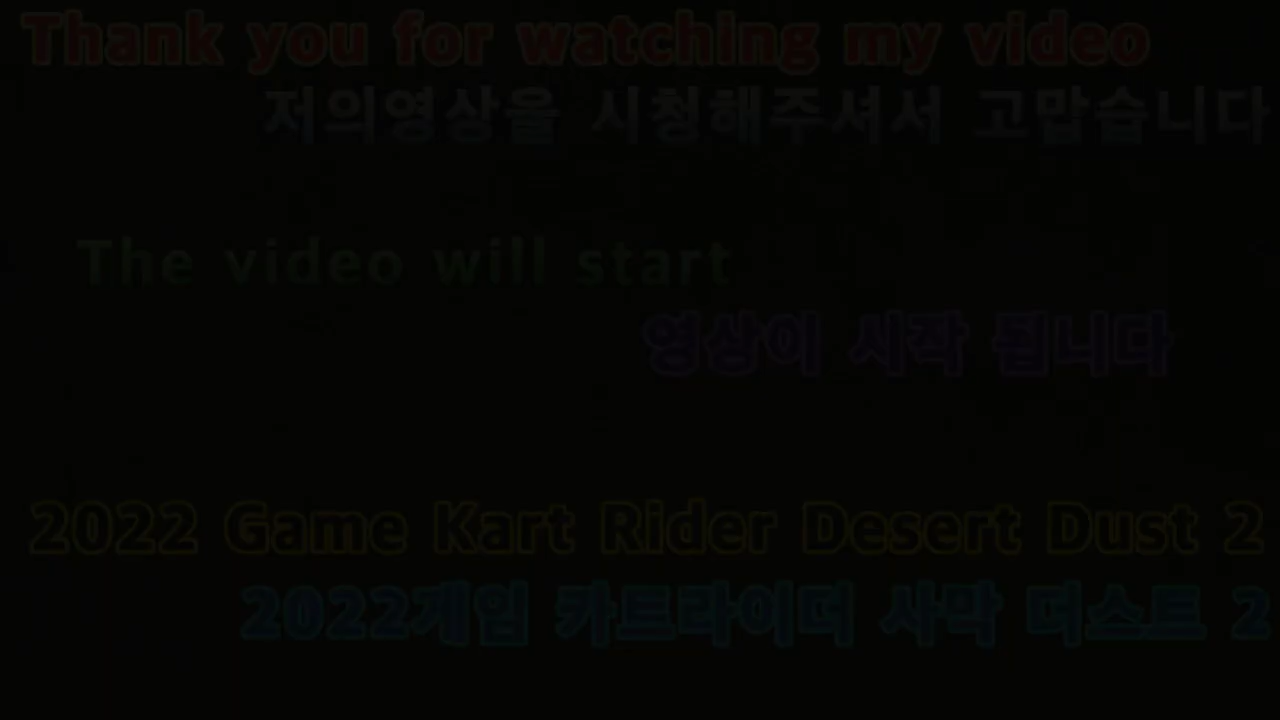 Thank you for watching my video
저의영상을 시청해주셔서 고맙습니다
The video will start
영상이 시작 됩니다
2022 Game Kart Rider Desert Dust 2
2022게임 카트라이더 사막 더스트 2